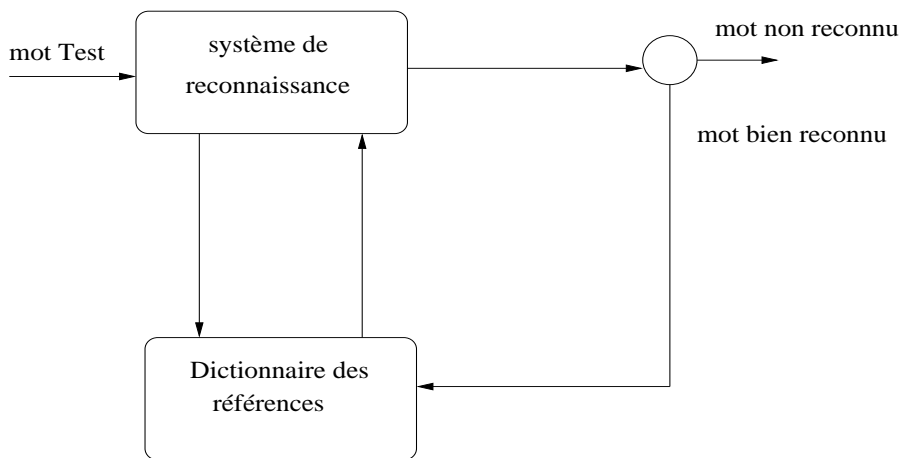 mot Test
système de
reconnaissance
mot non reconnu
mot bien reconnu
Dictionnaire des
références